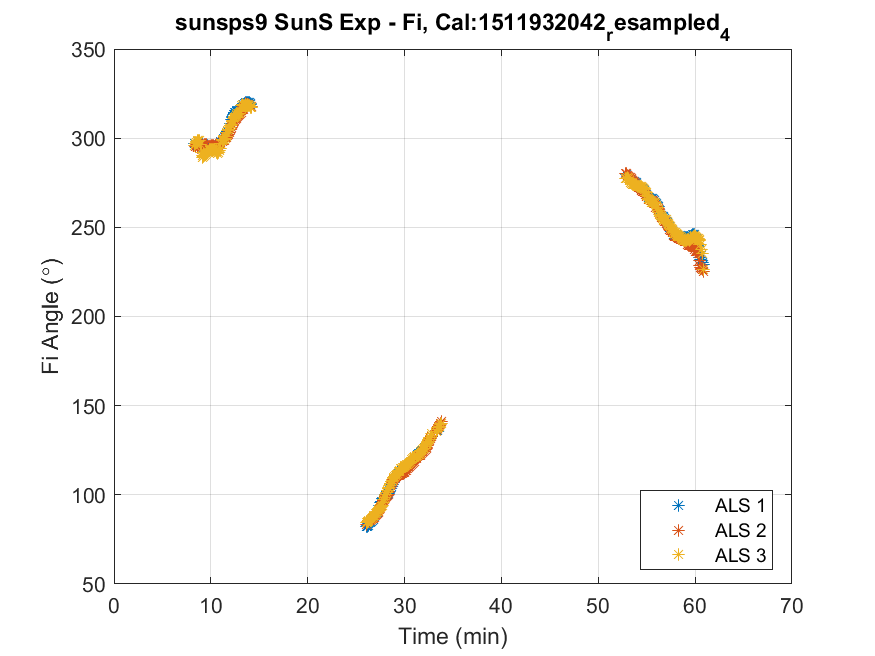 sunsps9 SunS Exp - Fi, Cal:1511932042_resampled_4
350
300
250
200
150
100
50
Fi Angle (°)
0 10 20 30 40 50 60 70
Time (min)
ALS 1
ALS 2
ALS 3